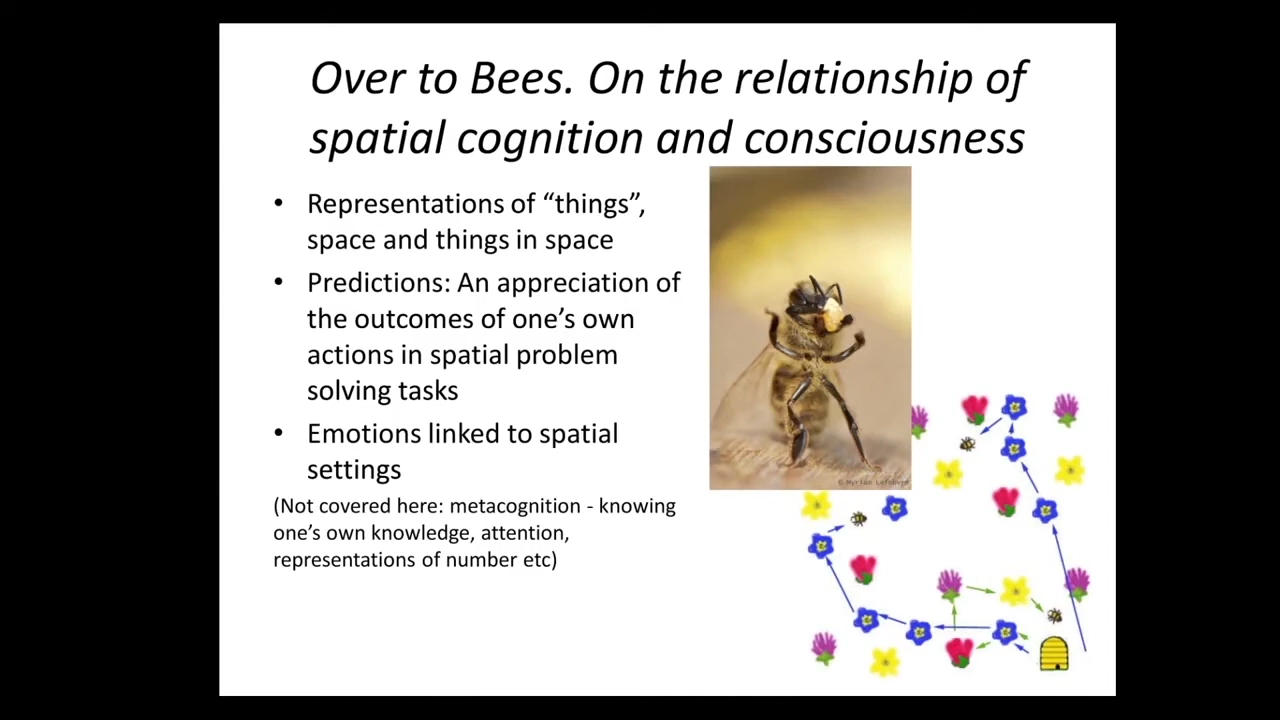 Over to Bees. On the relationship of
spatial cognition and consciousness
• Representations of “things”,
space and things in space
• Predictions: An appreciation of
the outcomes of one’s own
actions in spatial problem
solving tasks
• Emotions linked to spatial
settings
(Not covered here: metacognition - knowing
one’s own knowledge, attention,
representations of number etc)
© Myriam Lefebvre